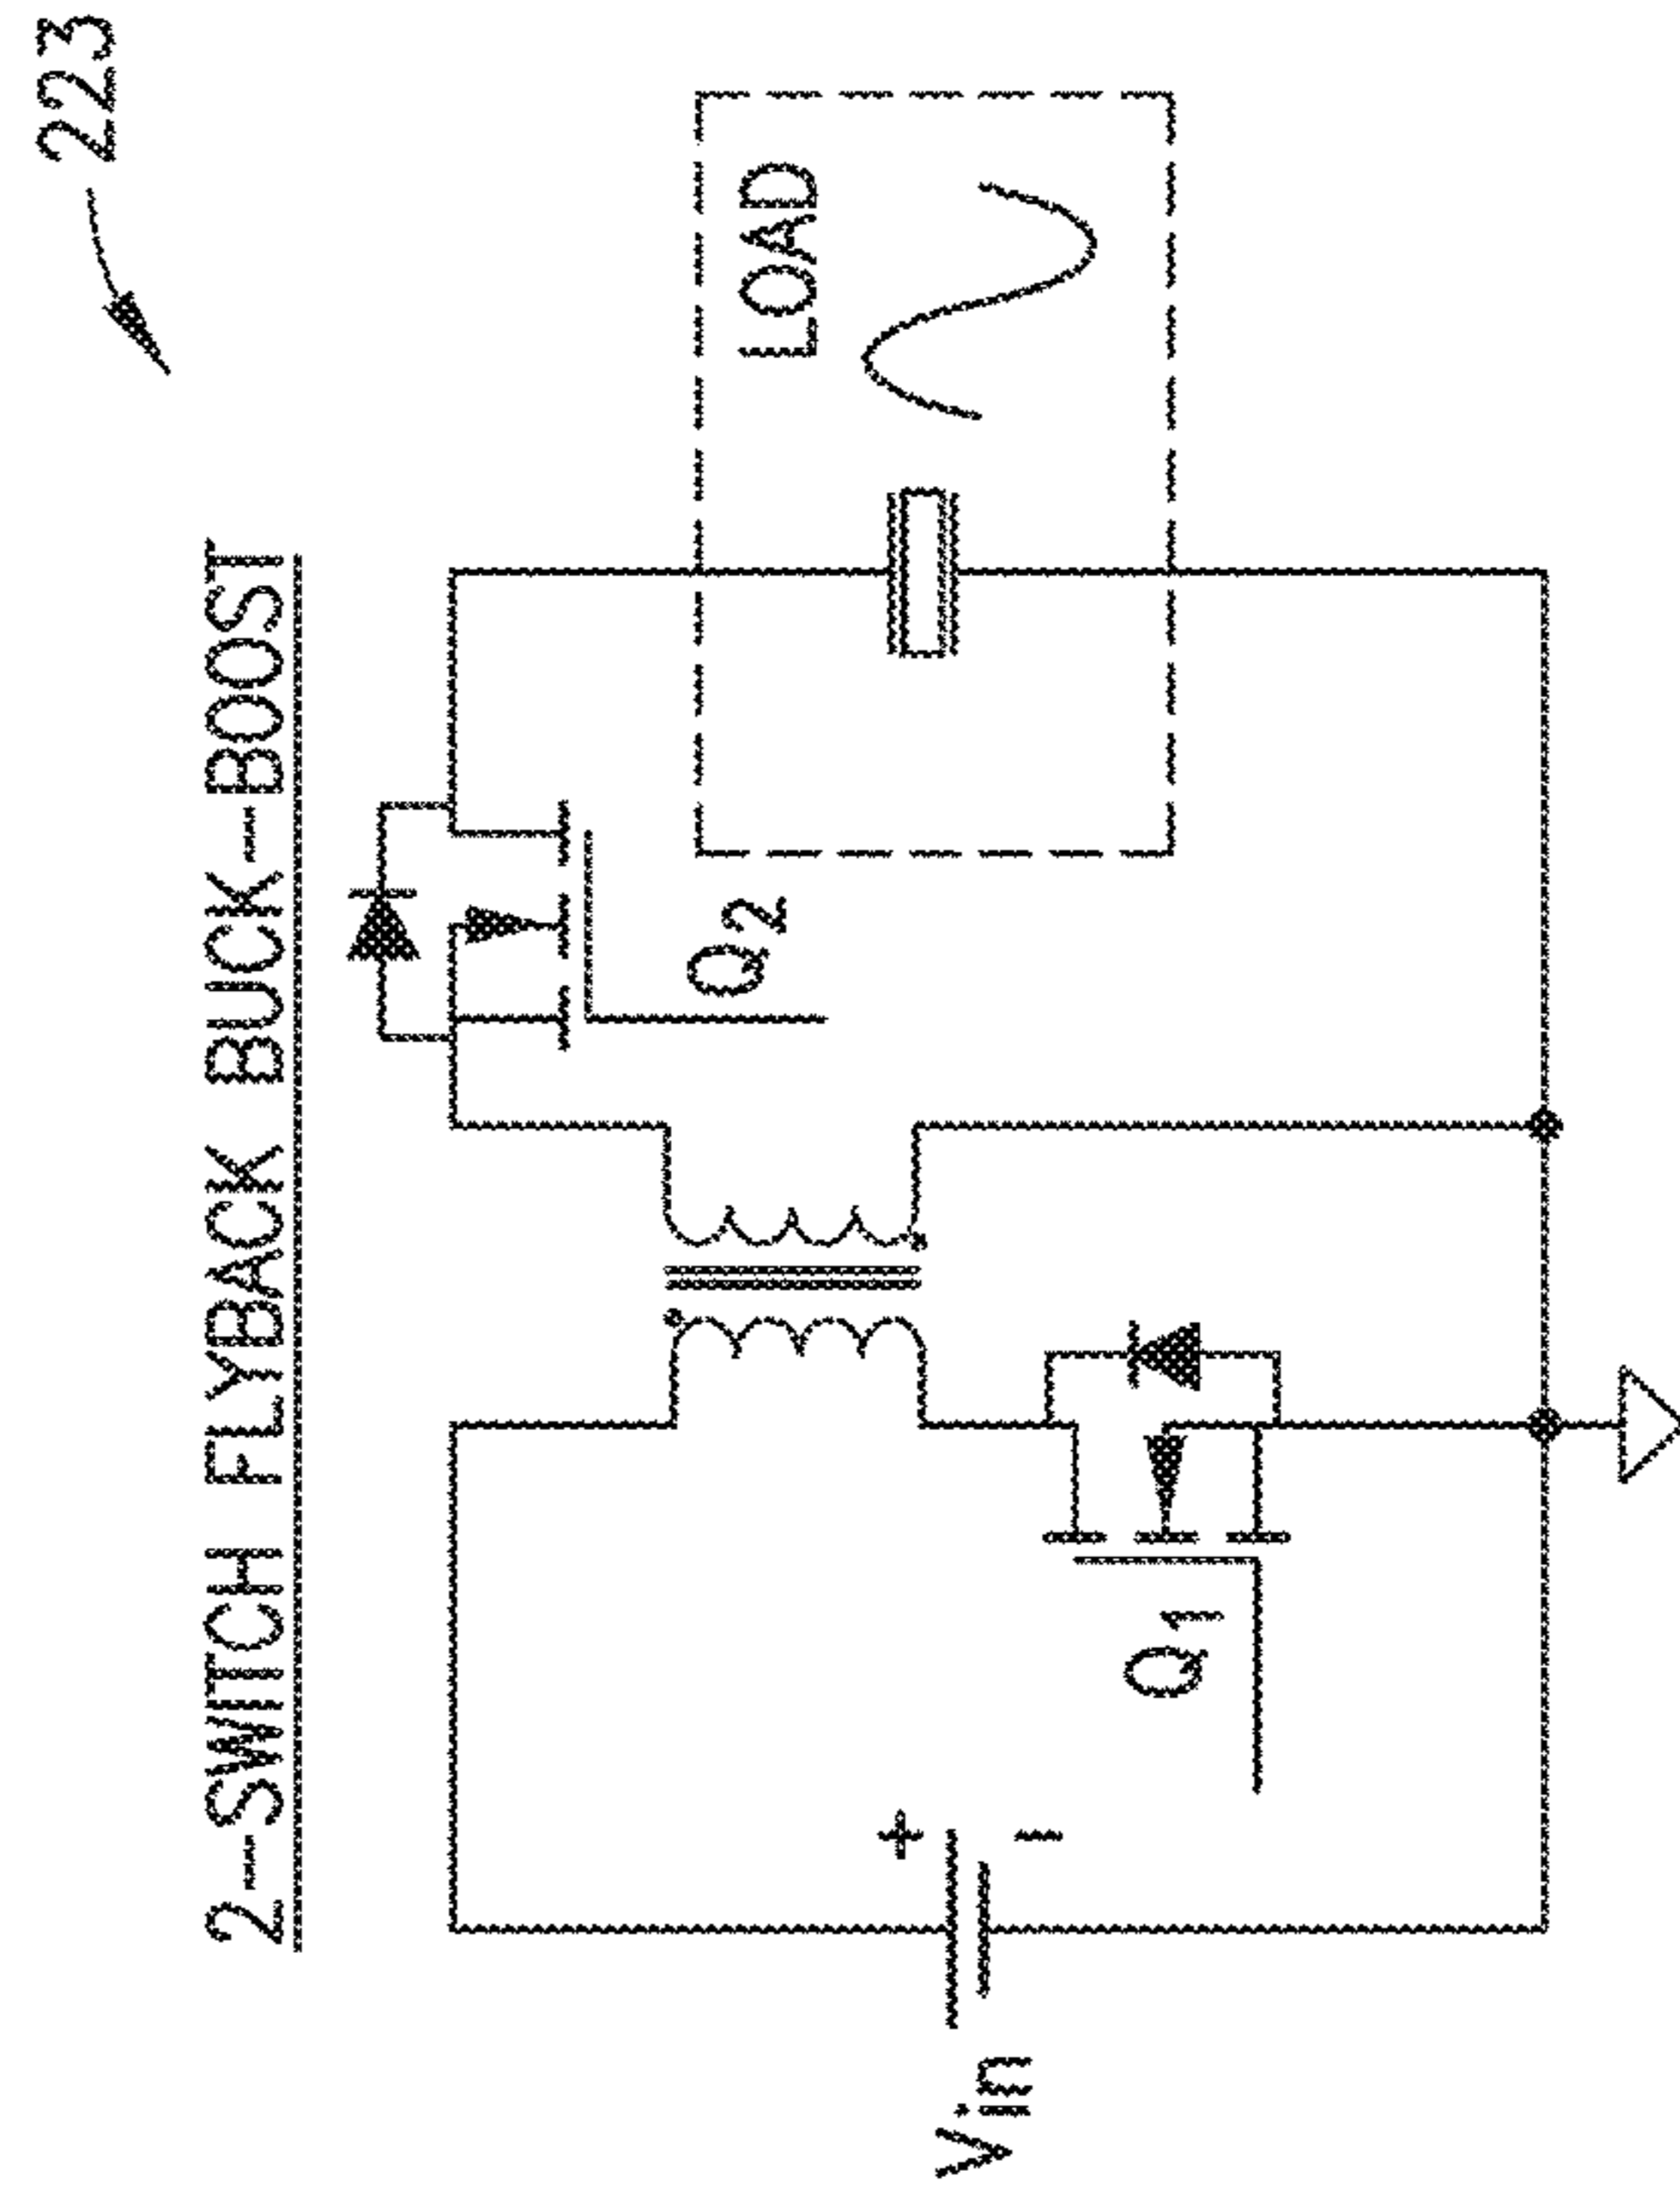 223
2-SWITCH FLYBACK BUCK-BOOST
LOAD
Q2
Q1
+
-
Vin